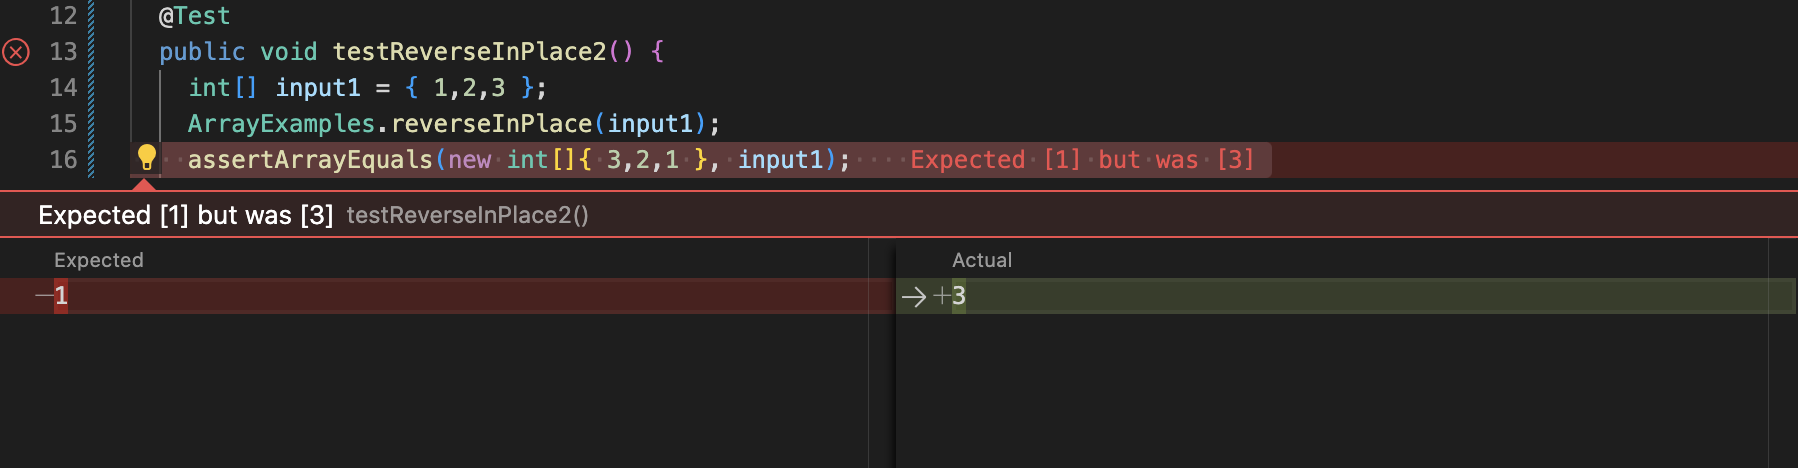 12 @Test
13 public void testReverseInPlace2() {
14 int[] input1 = { 1,2,3 };
15 ArrayExamples.reverseInPlace(input1);
16 assertArrayEquals(new int[]{ 3,2,1 }, input1); Expected [1] but was [3]
Expected [1] but was [3] testReverseInPlace2()
Expected Actual
—1 → +3